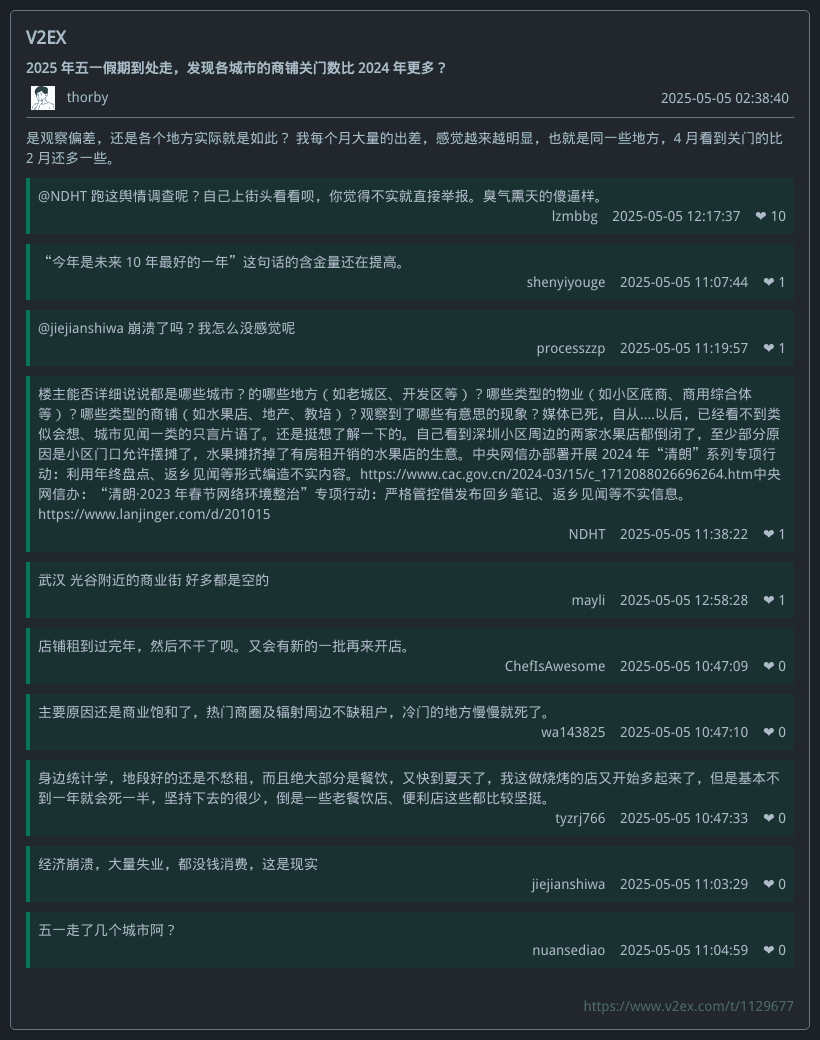 V2EX
2025 年五一假期到处走，发现各城市的商铺关门数比 2024 年更多？
thorby
2025-05-05 02:38:40
是观察偏差，还是各个地方实际就是如此？ 我每个月大量的出差，感觉越来越明显，也就是同一些地方，4 月看到关门的比
2 月还多一些。
@NDHT 跑这舆情调查呢？自己上街头看看呗，你觉得不实就直接举报。臭气熏天的傻逼样。
lzmbbg 2025-05-05 12:17:37 ❤ 10
“今年是未来 10 年最好的一年”这句话的含金量还在提高。
shenyiyouge 2025-05-05 11:07:44 ❤ 1
@jiejianshiwa 崩溃了吗？我怎么没感觉呢
processzzp 2025-05-05 11:19:57 ❤ 1
楼主能否详细说说都是哪些城市？的哪些地方（如老城区、开发区等）？哪些类型的物业（如小区底商、商用综合体
等）？哪些类型的商铺（如水果店、地产、教培）？观察到了哪些有意思的现象？媒体已死，自从....以后，已经看不到类
似会想、城市见闻一类的只言片语了。还是挺想了解一下的。自己看到深圳小区周边的两家水果店都倒闭了，至少部分原
因是小区门口允许摆摊了，水果摊挤掉了有房租开销的水果店的生意。中央网信办部署开展 2024 年“清朗”系列专项行
动：利用年终盘点、返乡见闻等形式编造不实内容。https://www.cac.gov.cn/2024-03/15/c_1712088026696264.htm中央
网信办：“清朗·2023 年春节网络环境整治”专项行动：严格管控借发布回乡笔记、返乡见闻等不实信息。
https://www.lanjinger.com/d/201015
NDHT 2025-05-05 11:38:22 ❤ 1
武汉 光谷附近的商业街 好多都是空的
mayli 2025-05-05 12:58:28 ❤ 1
店铺租到过完年，然后不干了呗。又会有新的一批再来开店。
ChefIsAwesome 2025-05-05 10:47:09 ❤ 0
主要原因还是商业饱和了，热门商圈及辐射周边不缺租户，冷门的地方慢慢就死了。
wa143825 2025-05-05 10:47:10 ❤ 0
身边统计学，地段好的还是不愁租，而且绝大部分是餐饮，又快到夏天了，我这做烧烤的店又开始多起来了，但是基本不
到一年就会死一半，坚持下去的很少，倒是一些老餐饮店、便利店这些都比较坚挺。
tyzrj766 2025-05-05 10:47:33 ❤ 0
经济崩溃，大量失业，都没钱消费，这是现实
jiejianshiwa 2025-05-05 11:03:29 ❤ 0
五一走了几个城市阿？
nuansediao 2025-05-05 11:04:59 ❤ 0
https://www.v2ex.com/t/1129677